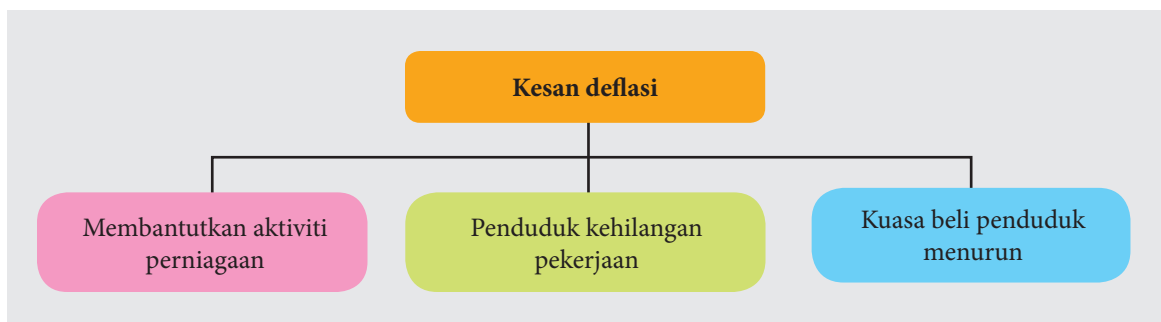 Kesan deflasi
Membantutkan aktiviti
perniagaan
Penduduk kehilangan
pekerjaan
Kuasa beli penduduk
menurun